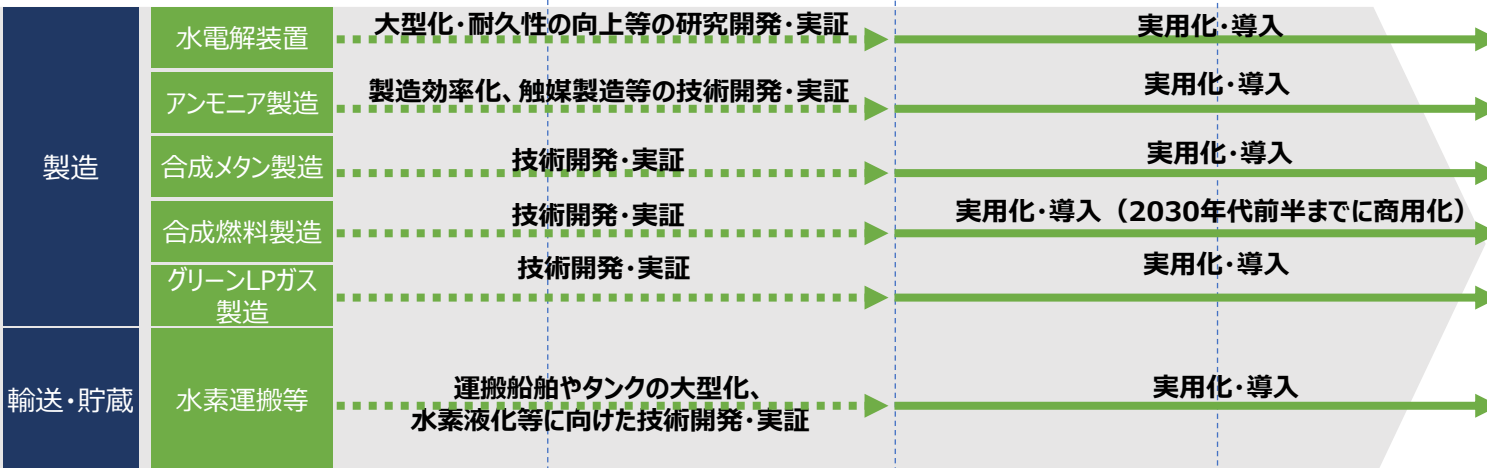 製造
水電解装置
大型化･耐久性の向上等の研究開発･実証
実用化･導入
アンモニア製造
製造効率化、触媒製造等の技術開発･実証
実用化･導入
合成メタン製造
技術開発･実証
実用化･導入
合成燃料製造
技術開発･実証
実用化･導入（2030年代前半までに商用化）
グリーンLPガス
製造
技術開発･実証
実用化･導入
輸送･貯蔵
水素運搬等
運搬船舶やタンクの大型化、
水素液化等に向けた技術開発･実証
実用化･導入